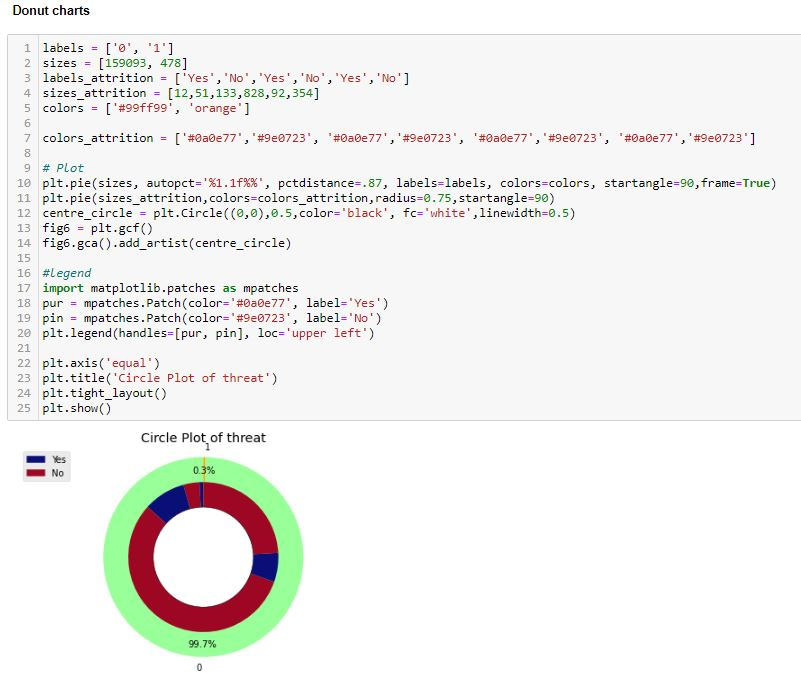 Donut charts
1 labels = ['0', '1']
2 sizes = [159093, 478]
3 labels_attrition = ['Yes','No','Yes','No','Yes','No']
4 sizes_attrition = [12,51,133,828,92,354]
5 colors = ['#99ff99', 'orange']
6
7 colors_attrition = ['#0a0e77','#9e0723', '#0a0e77','#9e0723', '#0a0e77','#9e0723', '#0a0e77','#9e0723']
8
9 # Plot
10 plt.pie(sizes, autopct='%1.1f%%', pctdistance=.87, labels=labels, colors=colors, startangle=90,frame=True)
11 plt.pie(sizes_attrition,colors=colors_attrition,radius=0.75,startangle=90)
12 centre_circle = plt.Circle((0,0),0.5,color='black', fc='white',linewidth=0.5)
13 fig6 = plt.gcf()
14 fig6.gca().add_artist(centre_circle)
15
16 #legend
17 import matplotlib.patches as mpatches
18 pur = mpatches.Patch(color='#0a0e77', label='Yes')
19 pin = mpatches.Patch(color='#9e0723', label='No')
20 plt.legend(handles=[pur, pin], loc='upper left')
21
22 plt.axis('equal')
23 plt.title('Circle Plot of threat')
24 plt.tight_layout()
25 plt.show()
Circle Plot of threat
1
Yes
No
0.3%
99.7%
0